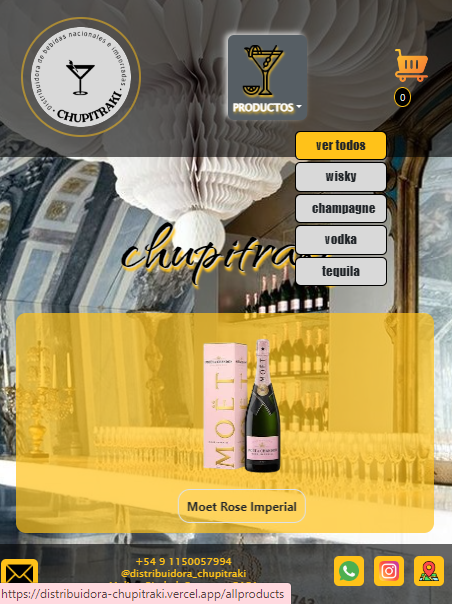 Distribuidora de bebidas nacionales e importadas
CHUPITRAKI
PRODUCTOS
0
ver todos
wisky
champagne
vodka
tequila
chupitraki
MOËT
MOËT
Moet Rose Imperial
+54 9 1150057994
@distribuidora_chupitraki
https://distribuidora-chupitraki.vercel.app/allproducts